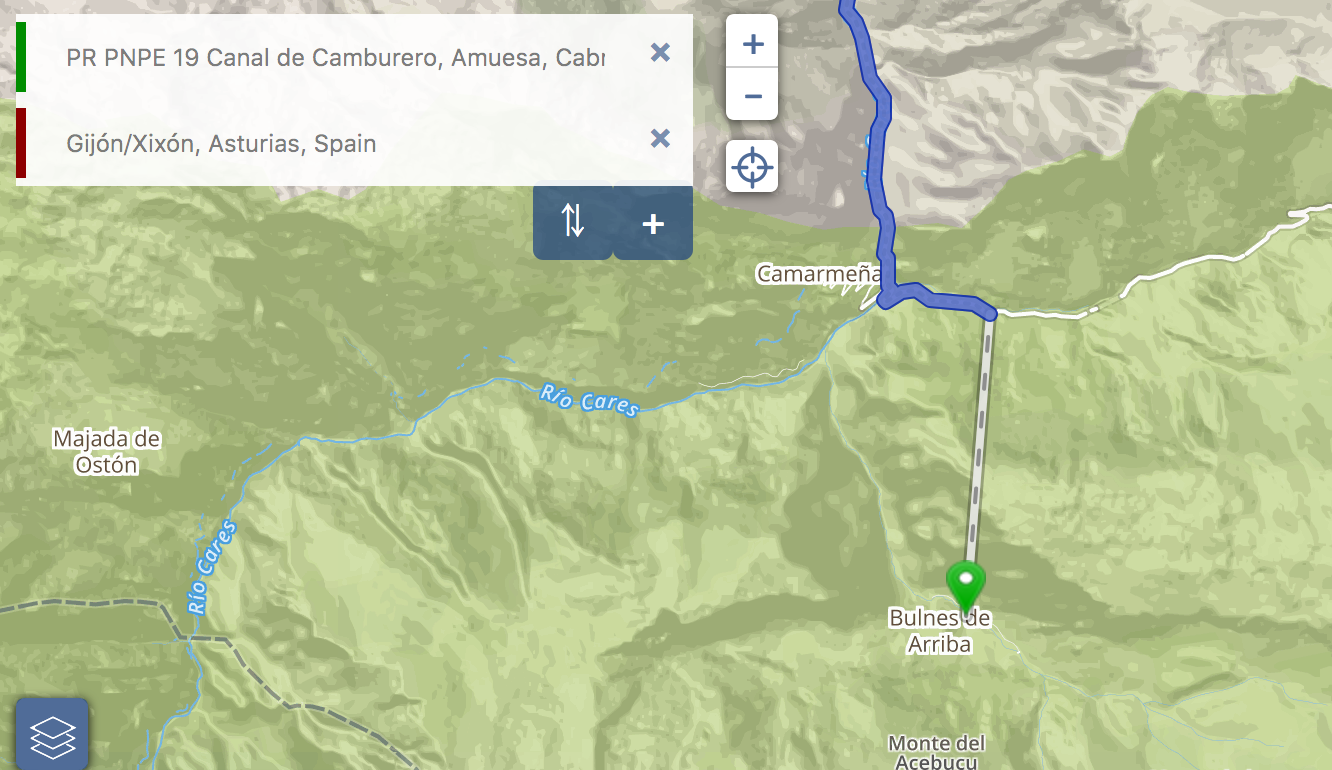 PR PNPE 19 Canal de Camburero, Amuesa, Cabr
Gijón/Xixón, Asturias, Spain
+
−
+
Camarmeña
Río Cares
Majada de
Ostón
Río Cares
Bulnes de
Arriba
Monte del
Acebucu